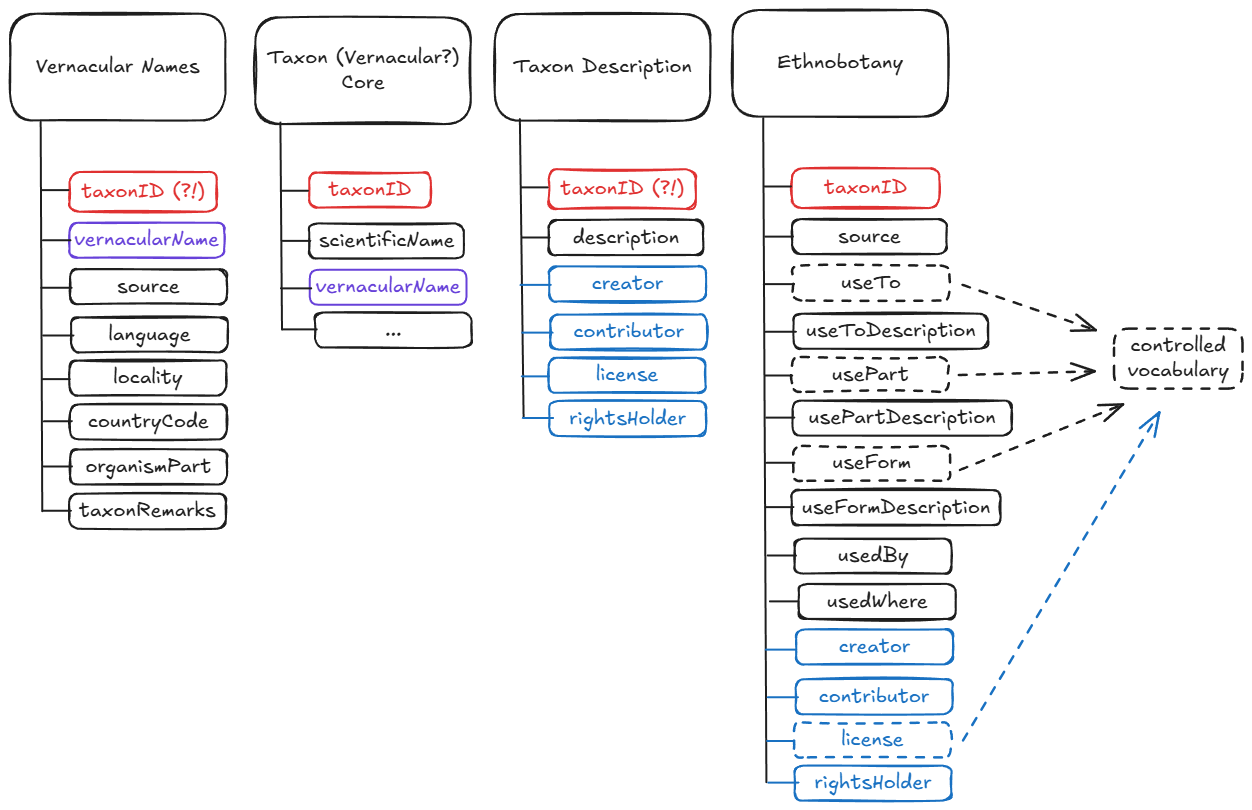 Vernacular Names
taxonID (?!)
vernacularName
source
language
locality
countryCode
organismPart
taxonRemarks
Taxon (Vernacular?)
Core
taxonID
scientificName
vernacularName
...
Taxon Description
taxonID (?!)
description
creator
contributor
license
rightsHolder
Ethnobotany
taxonID
source
useTo
useToDescription
usePart
usePartDescription
useForm
useFormDescription
usedBy
usedWhere
creator
contributor
license
rightsHolder
controlled
vocabulary